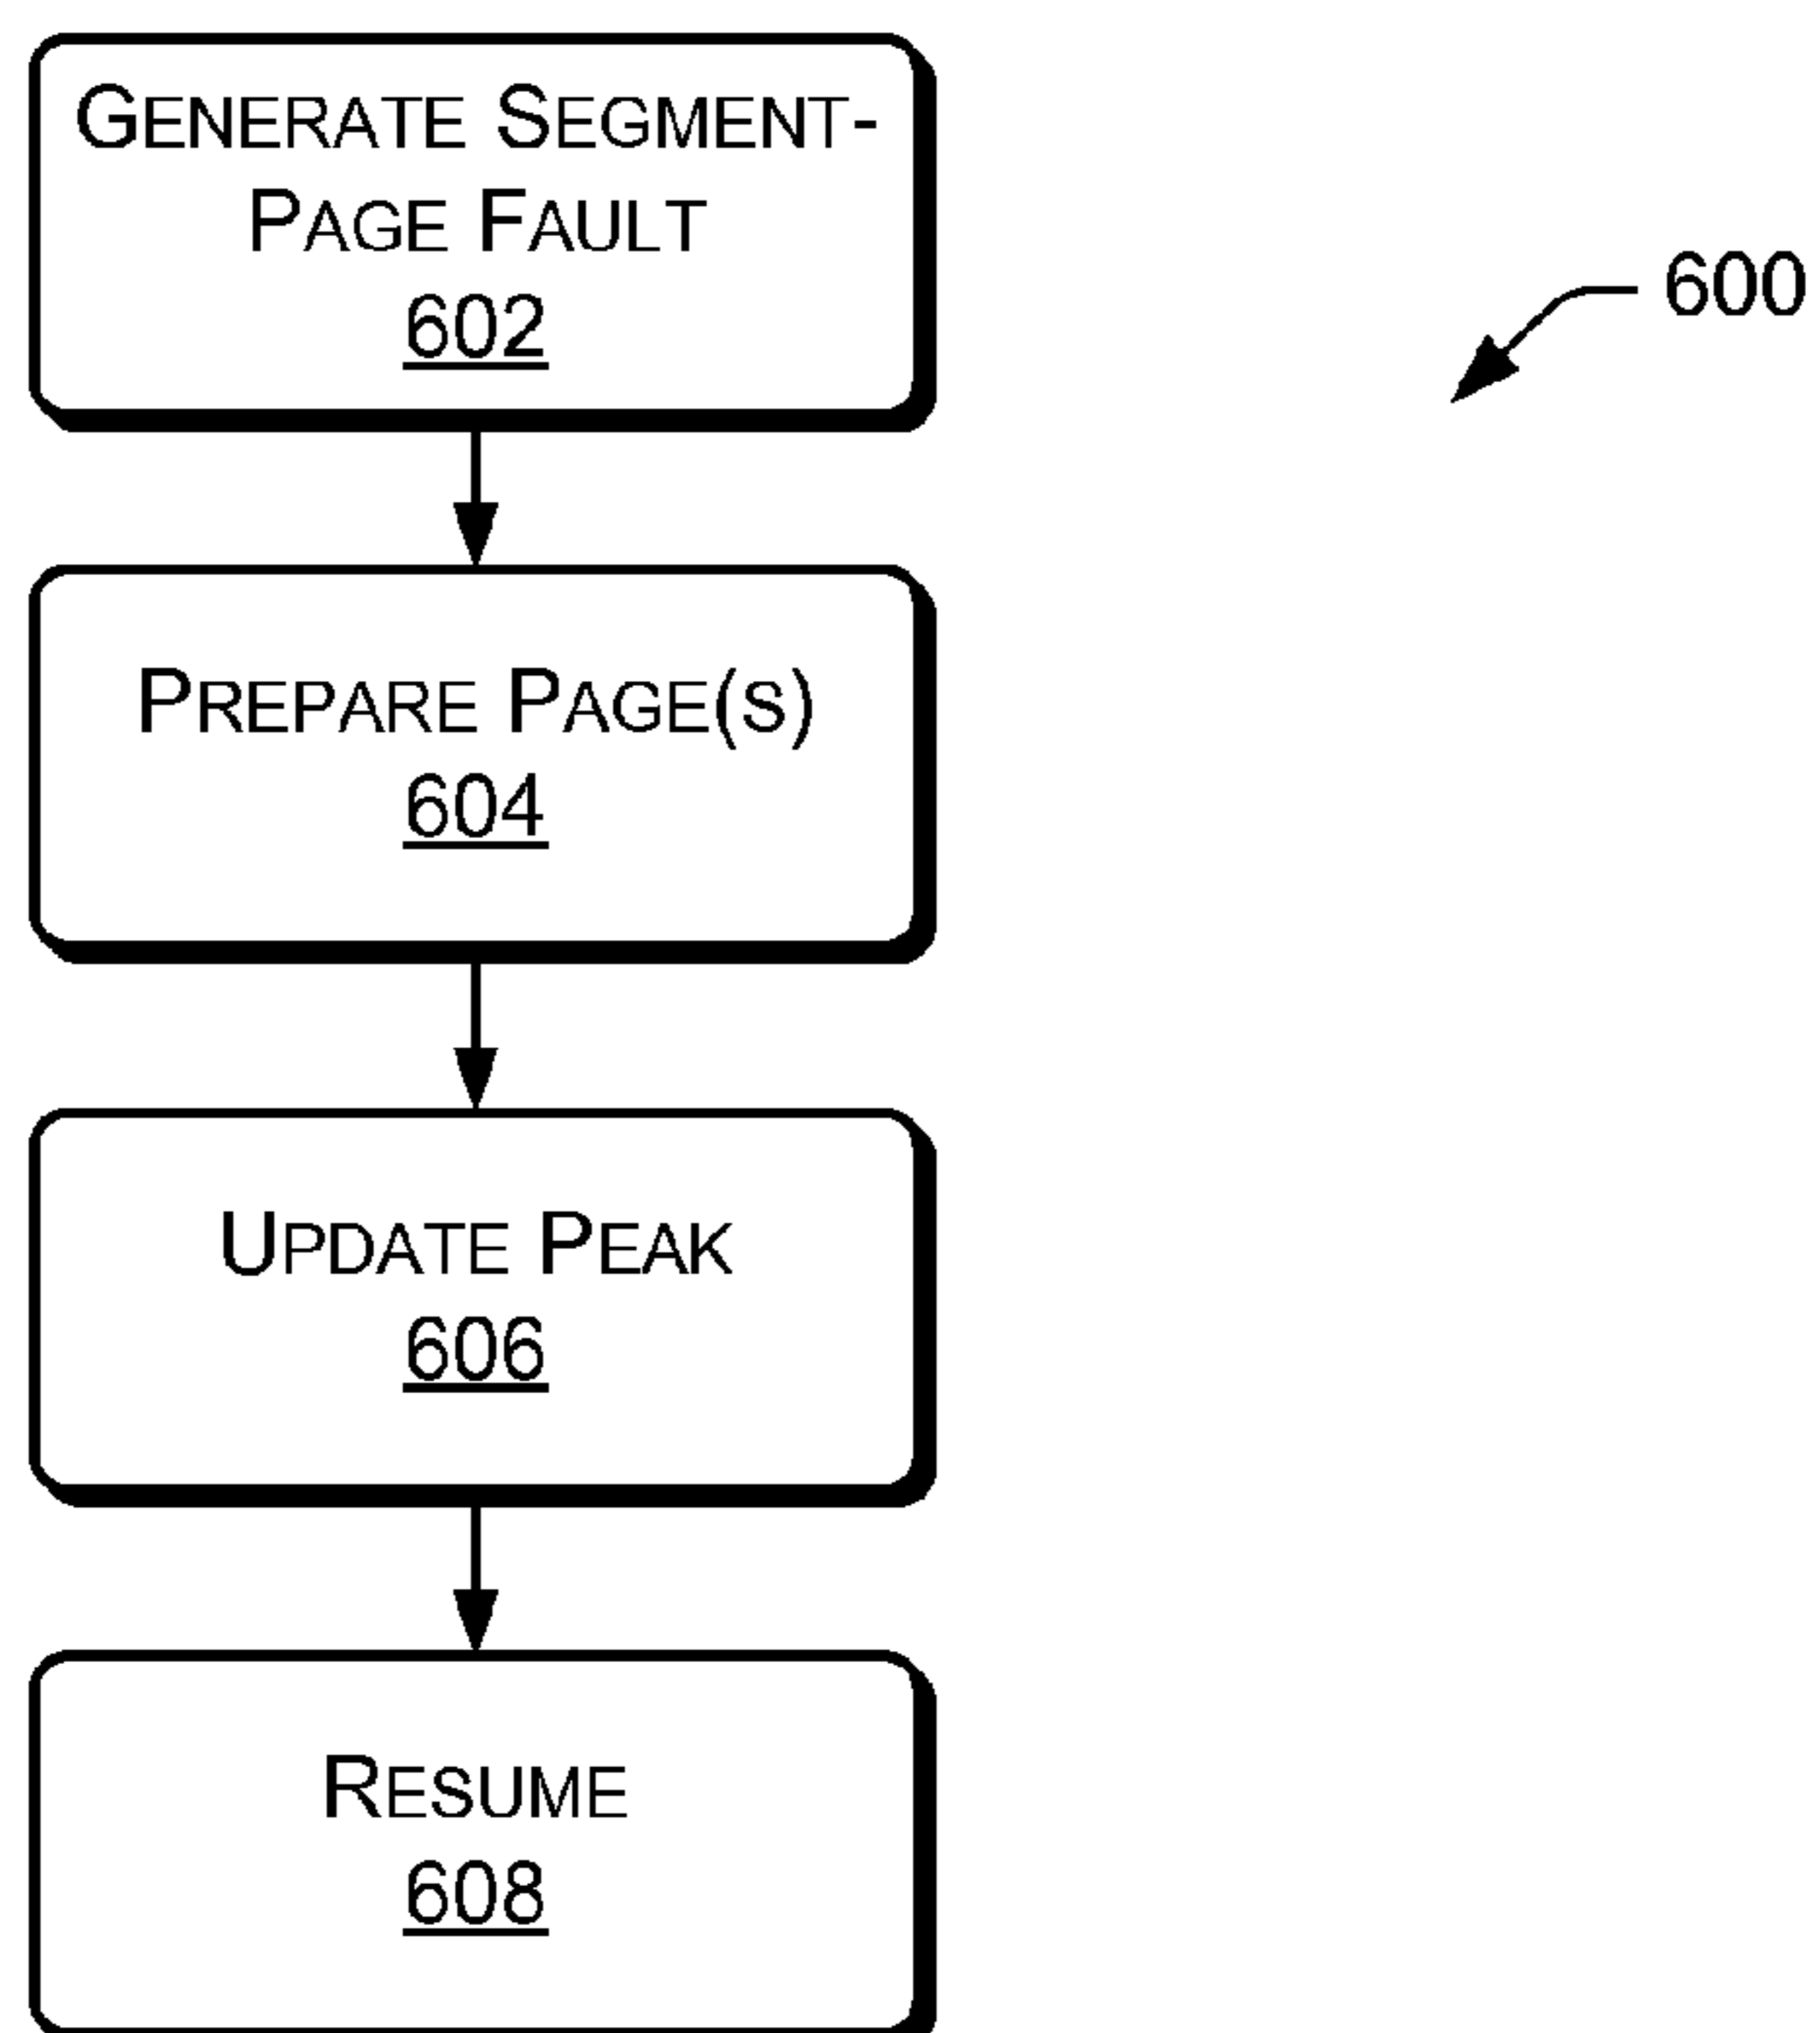 GENERATE SEGMENT-
PAGE FAULT
602
600
PREPARE PAGE(S)
604
UPDATE PEAK
606
RESUME
608